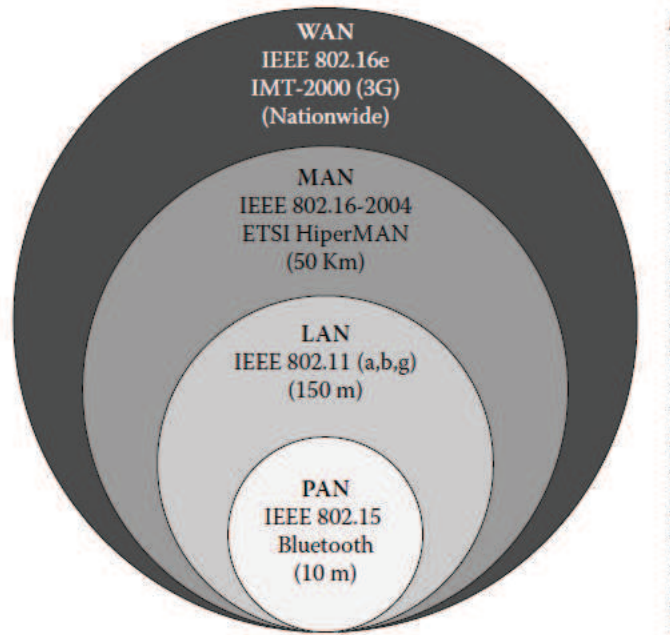 WAN
IEEE 802.16e
IMT-2000 (3G)
(Nationwide)
MAN
IEEE 802.16-2004
ETSI HiperMAN
(50 Km)
LAN
IEEE 802.11 (a,b,g)
(150 m)
PAN
IEEE 802.15
Bluetooth
(10 m)